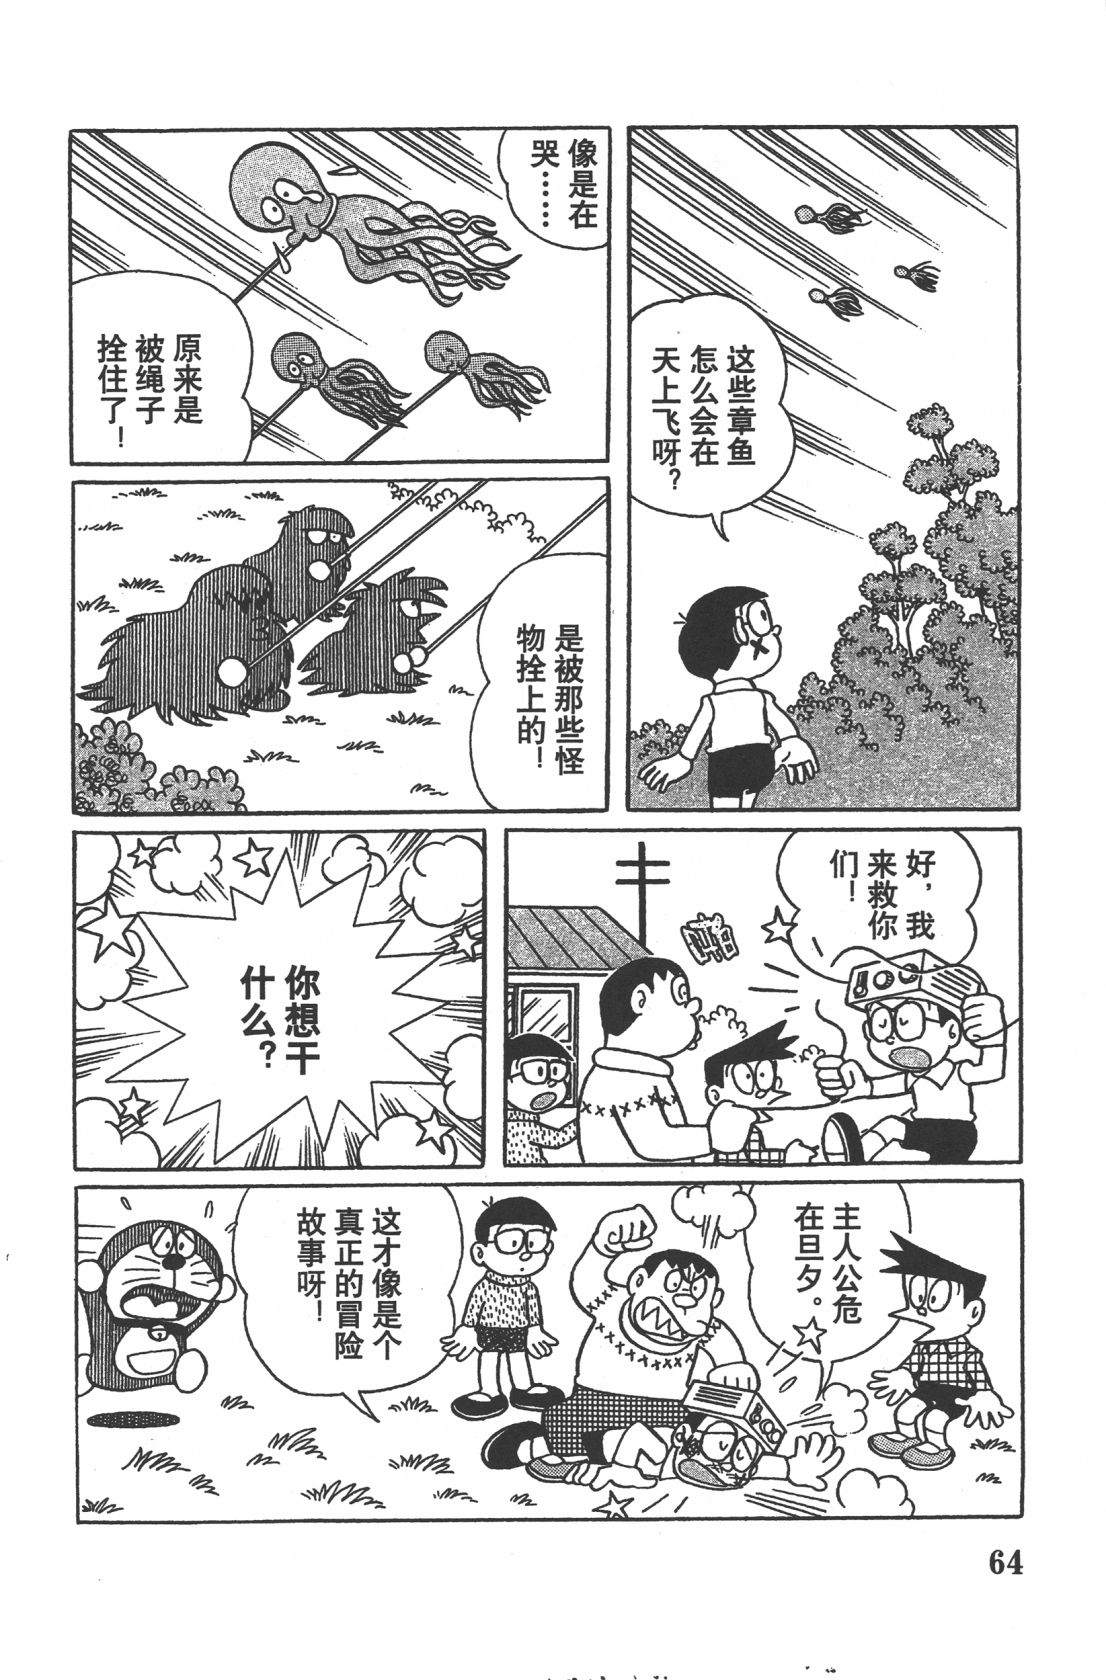 这些章鱼
怎么会在
天上飞呀？
像是在
哭……
原来是
被绳子
拴住了！
是被那些怪
物拴上的！
好，我
来救你
们！
你想干
什么？
主人公危
在旦夕。
这才像是个
真正的冒险
故事呀！
64